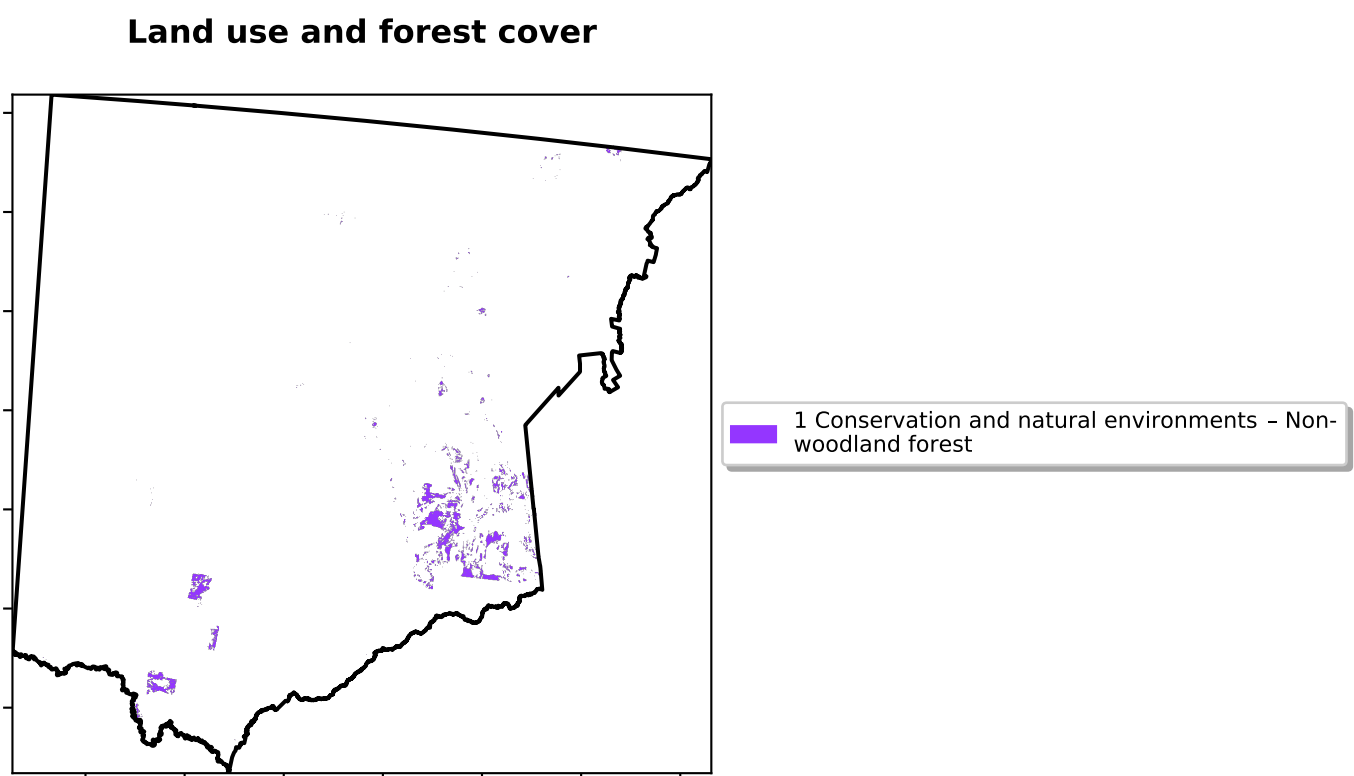 Land use and forest cover
1 Conservation and natural environments – Non-
woodland forest